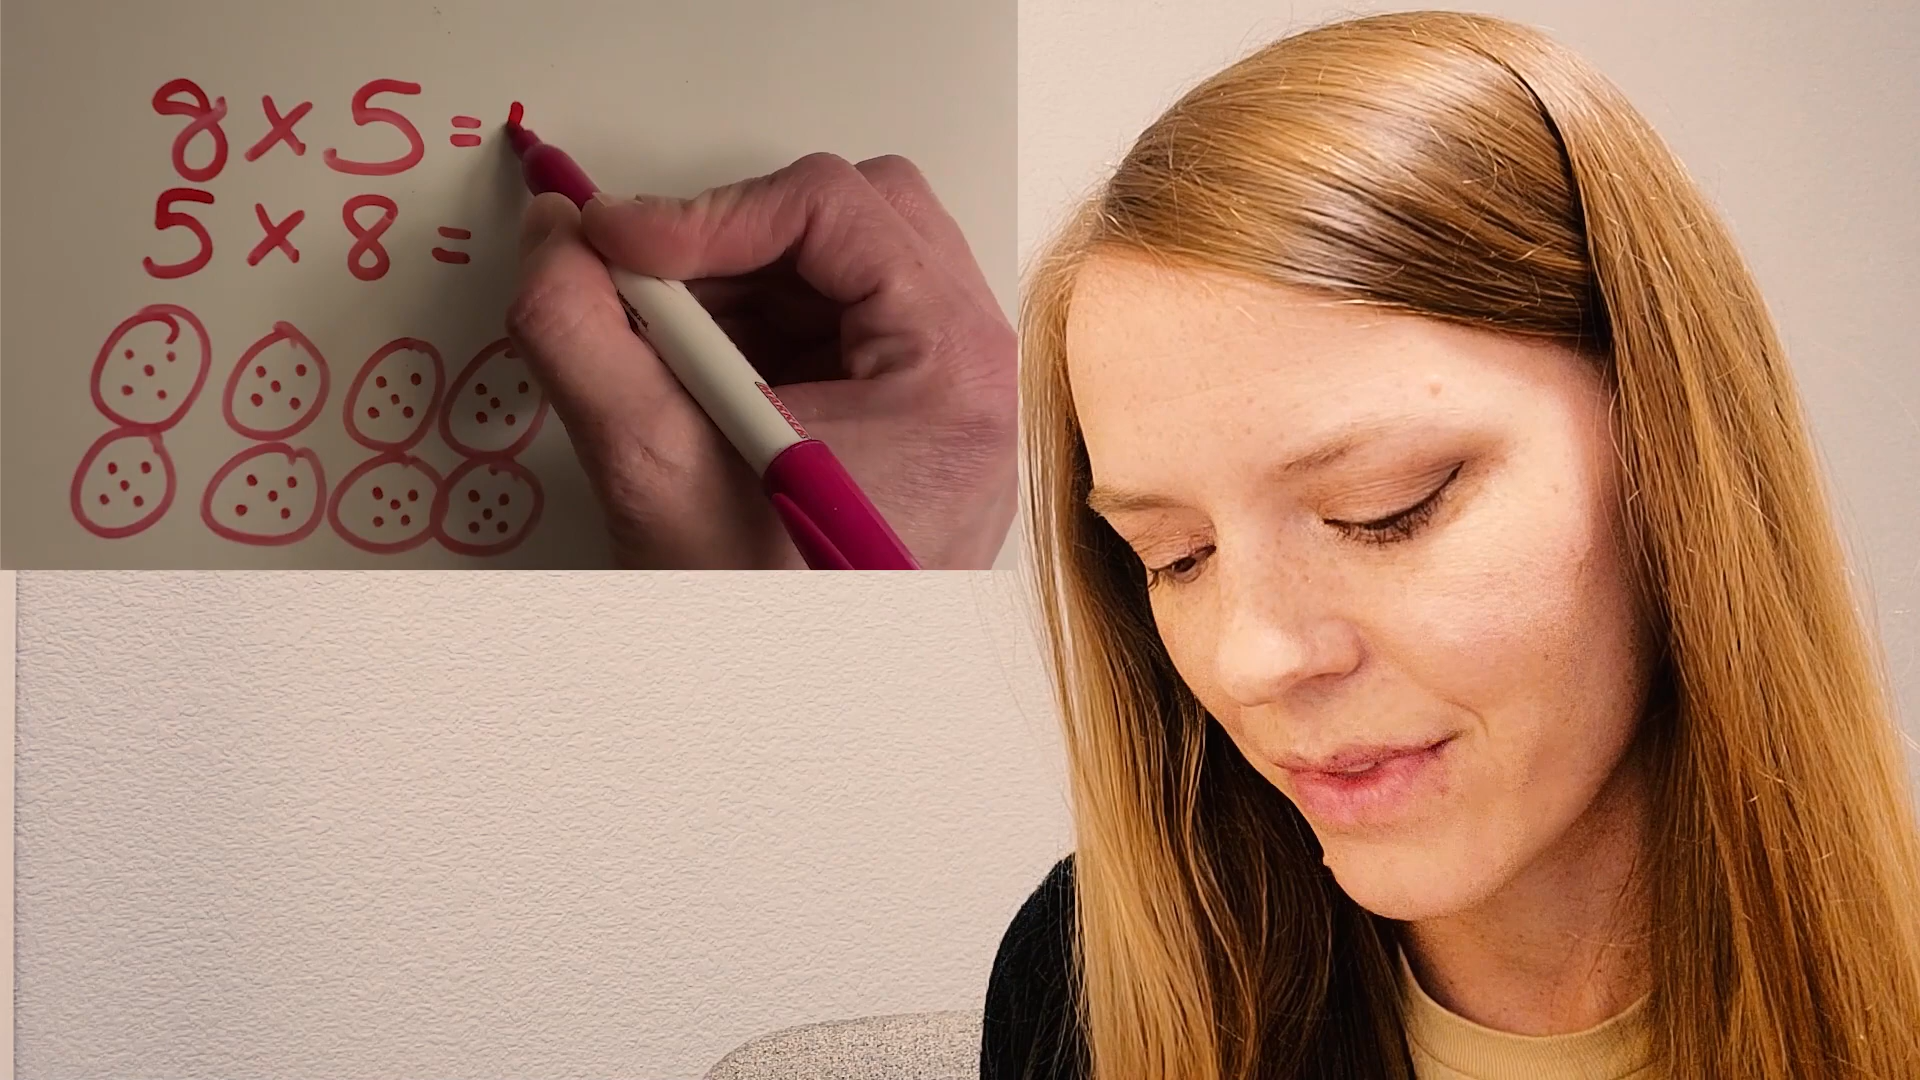 8 x 5 =
5 x 8 =